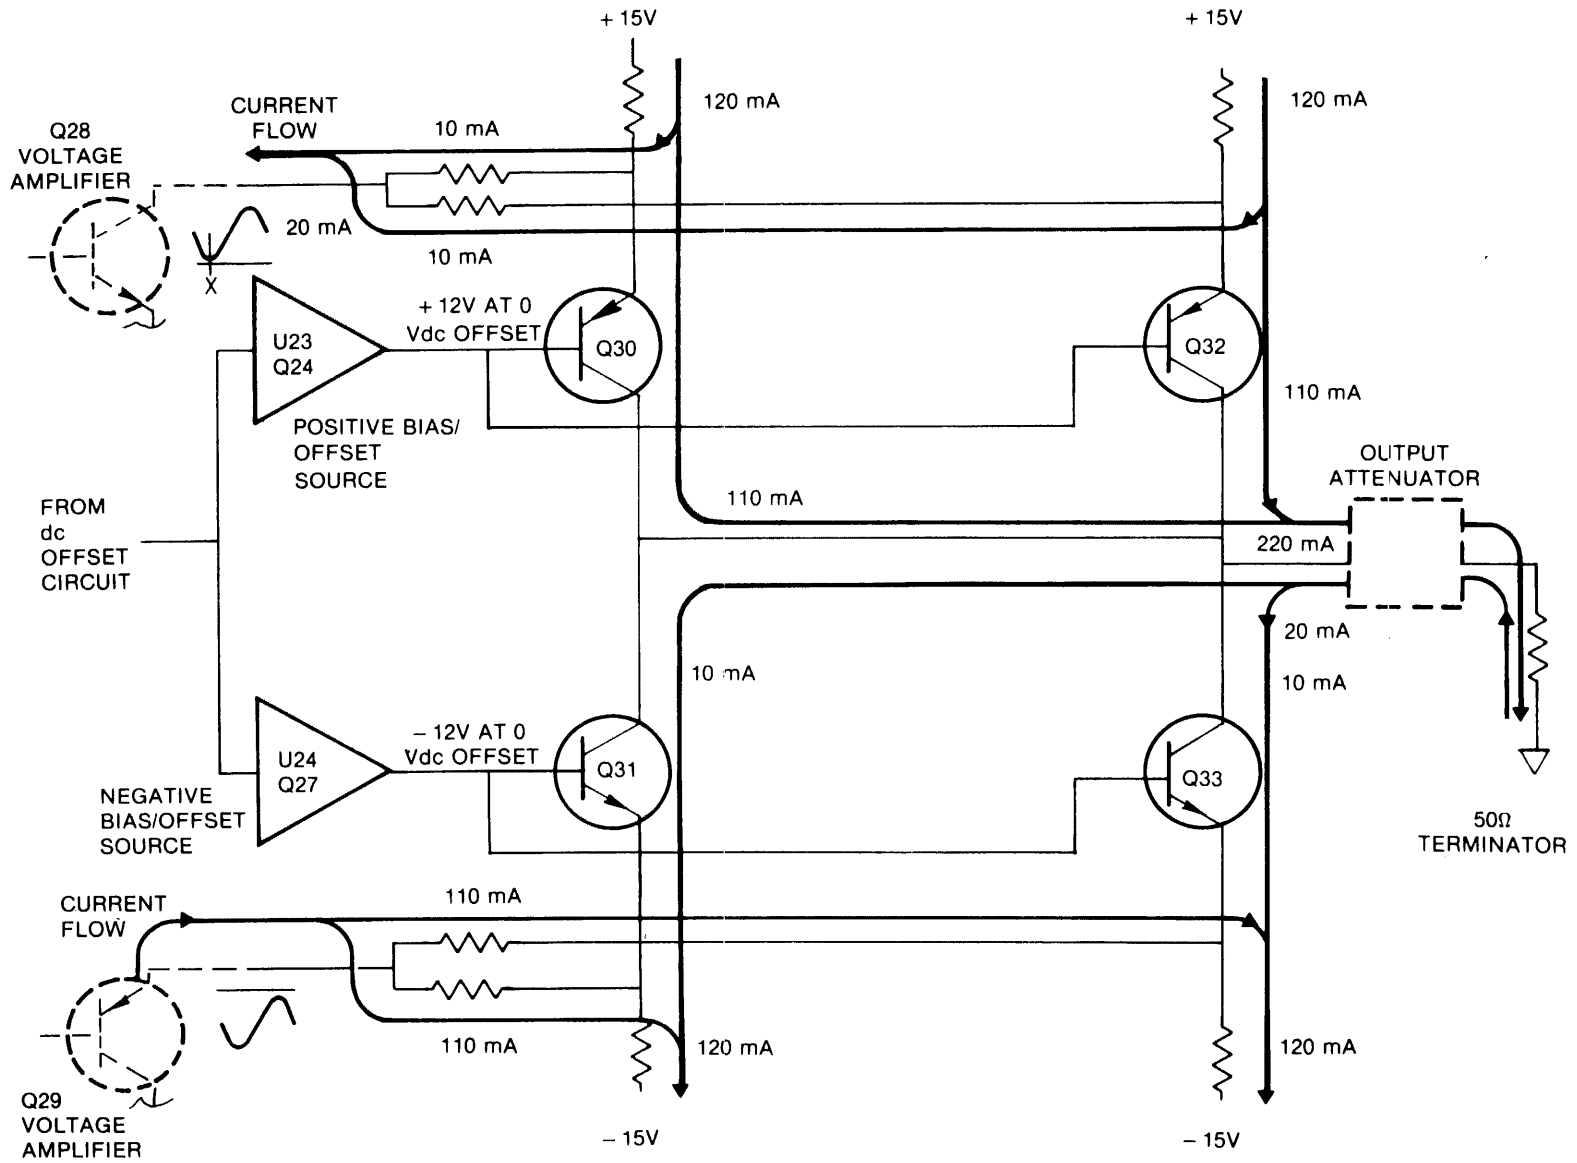 + 15V
+ 15V
120 mA
120 mA
CURRENT
FLOW
10 mA
Q28
VOLTAGE
AMPLIFIER
20 mA
10 mA
X
+ 12V AT 0
Vdc OFFSET
U23
Q24
Q30
Q32
110 mA
POSITIVE BIAS/
OFFSET
SOURCE
OUTPUT
ATTENUATOR
110 mA
FROM
dc
OFFSET
CIRCUIT
220 mA
20 mA
10 mA
10 mA
– 12V AT 0
Vdc OFFSET
U24
Q27
Q31
Q33
NEGATIVE
BIAS/OFFSET
SOURCE
50Ω
TERMINATOR
110 mA
CURRENT
FLOW
110 mA
120 mA
120 mA
Q29
VOLTAGE
AMPLIFIER
– 15V
– 15V